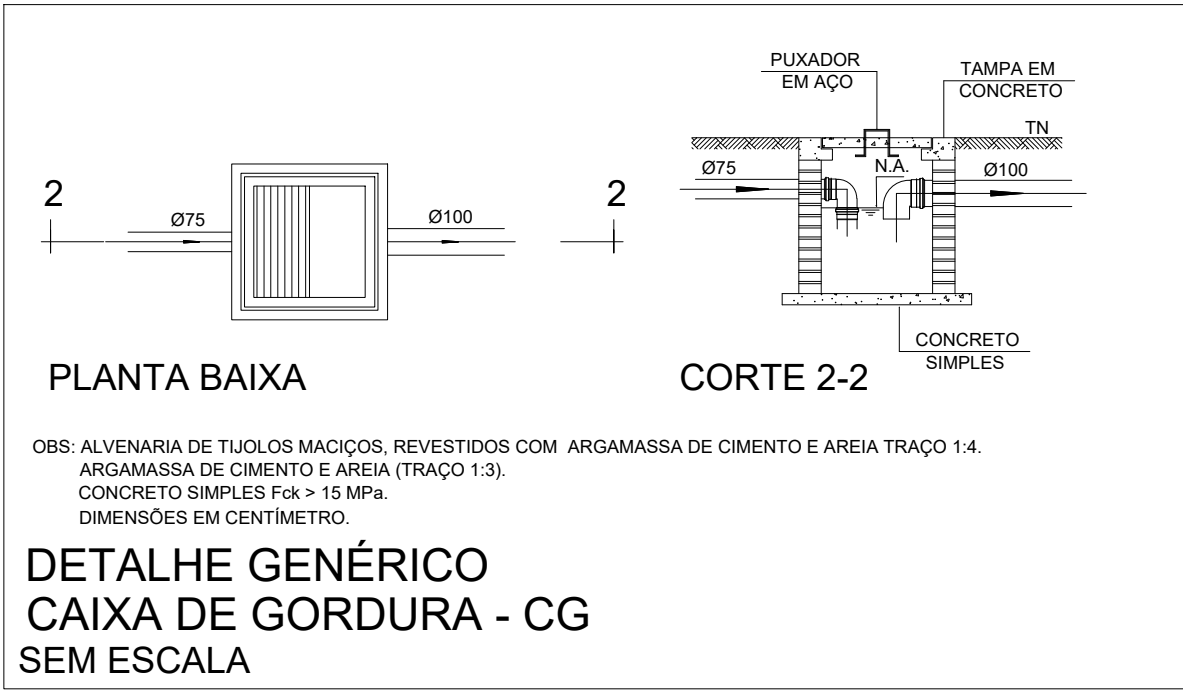 2
Ø75
Ø100
2
PLANTA BAIXA
PUXADOR
EM AÇO
TAMPA EM
CONCRETO
TN
Ø75
N.A.
Ø100
CONCRETO
SIMPLES
CORTE 2-2
OBS: ALVENARIA DE TIJOLOS MACIÇOS, REVESTIDOS COM ARGAMASSA DE CIMENTO E AREIA TRAÇO 1:4.
ARGAMASSA DE CIMENTO E AREIA (TRAÇO 1:3).
CONCRETO SIMPLES Fck > 15 MPa.
DIMENSÕES EM CENTÍMETRO.
DETALHE GENÉRICO
CAIXA DE GORDURA - CG
SEM ESCALA